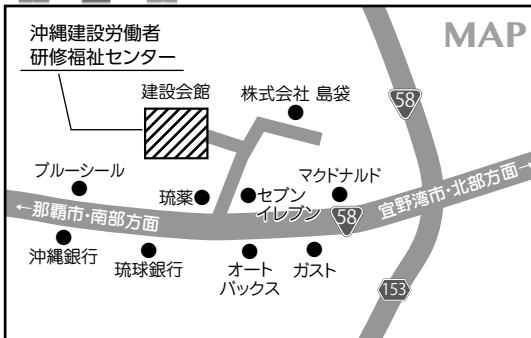 沖縄建設労働者
研修福祉センター
MAP
建設会館
株式会社 島袋
58
ブルーシール
琉薬
セブン
イレブン
マクドナルド
←那覇市・南部方面
58
宜野湾市・北部方面→
沖縄銀行
琉球銀行
オート
バックス
ガスト
153